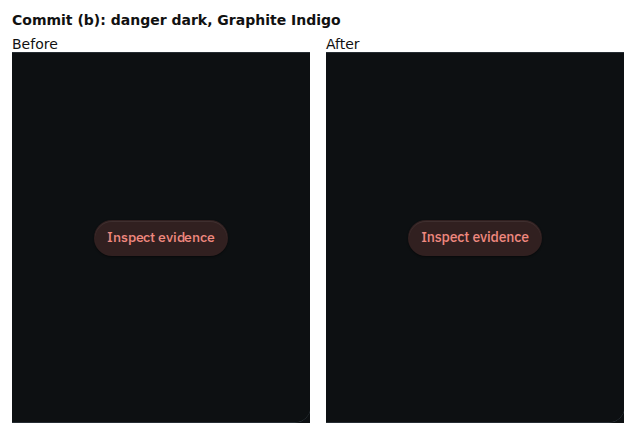 Commit (b): danger dark, Graphite Indigo
Before
After
Inspect evidence
Inspect evidence